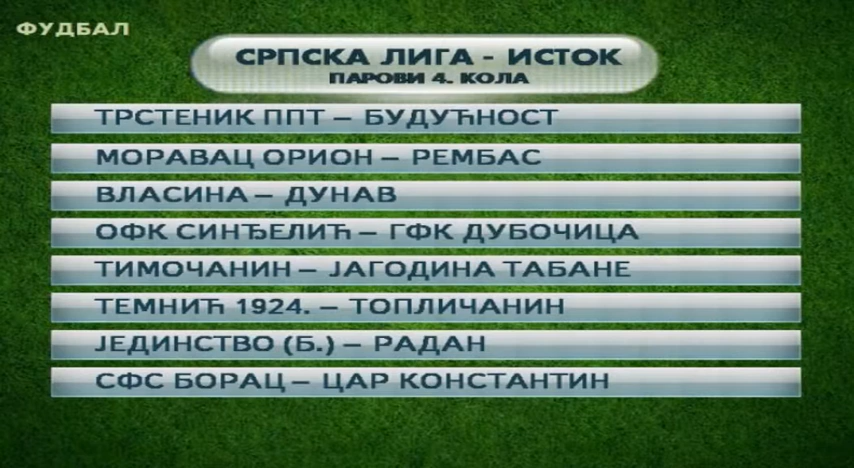 ФУДБАЛ
СРПСКА ЛИГА - ИСТОК
ПАРОВИ 4. КОЛА
ТРСТЕНИК ППТ – БУДУЋНОСТ
МОРАВАЦ ОРИОН – РЕМБАС
ВЛАСИНА – ДУНАВ
ОФК СИНЂЕЛИЋ – ГФК ДУБОЧИЦА
ТИМОЧАНИН – ЈАГОДИНА ТАБАНЕ
ТЕМНИЋ 1924. – ТОПЛИЧАНИН
ЈЕДИНСТВО (Б.) – РАДАН
СФС БОРАЦ – ЦАР КОНСТАНТИН